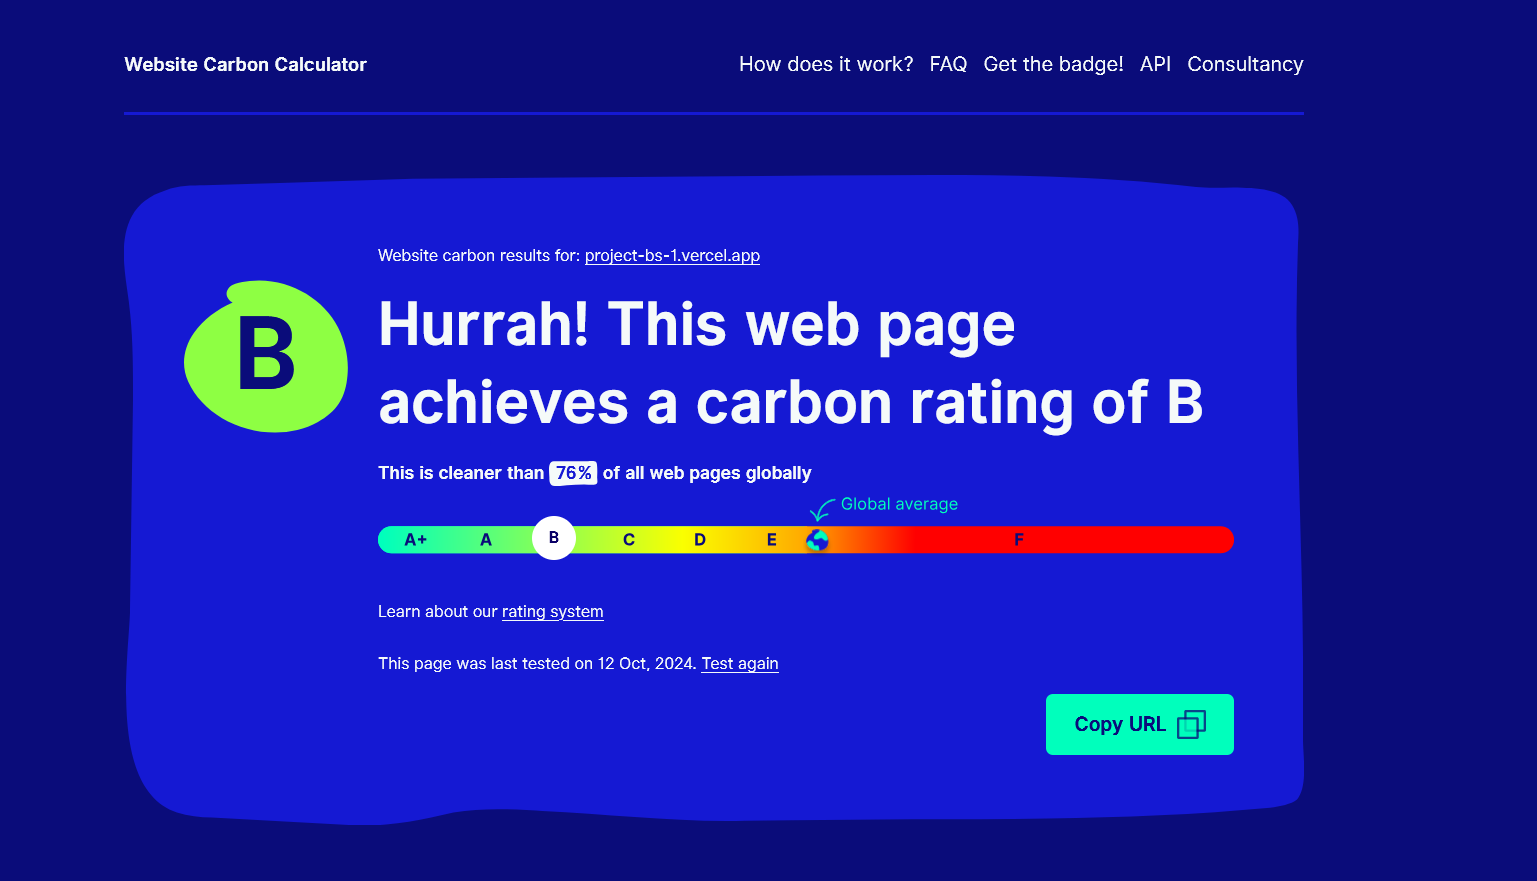 Website Carbon Calculator
How does it work? FAQ Get the badge! API Consultancy
Website carbon results for: project-bs-1.vercel.app
B
Hurrah! This web page
achieves a carbon rating of B
This is cleaner than 76% of all web pages globally
Global average
A+ A B C D E F
Learn about our rating system
This page was last tested on 12 Oct, 2024. Test again
Copy URL